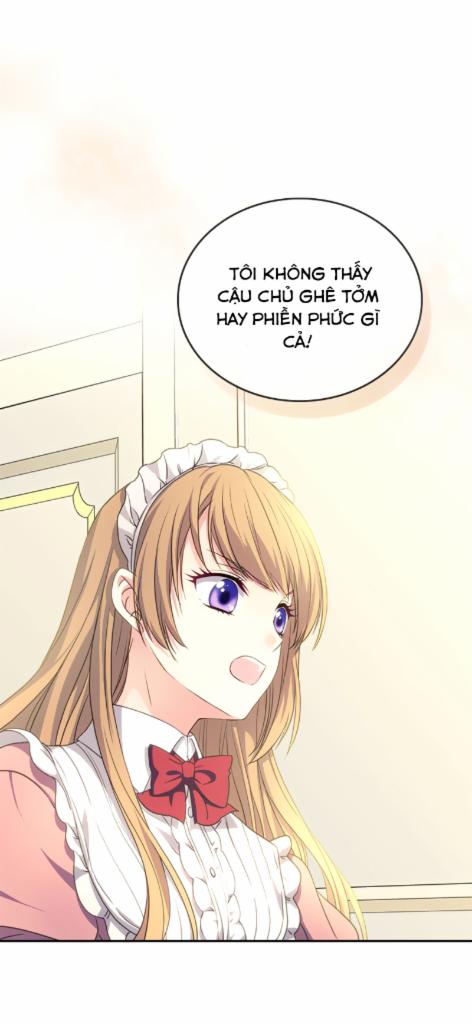 TÔI KHÔNG THẤY
CẬU CHỦ GHÊ TỞM
HAY PHIỀN PHỨC GÌ
CẢ!